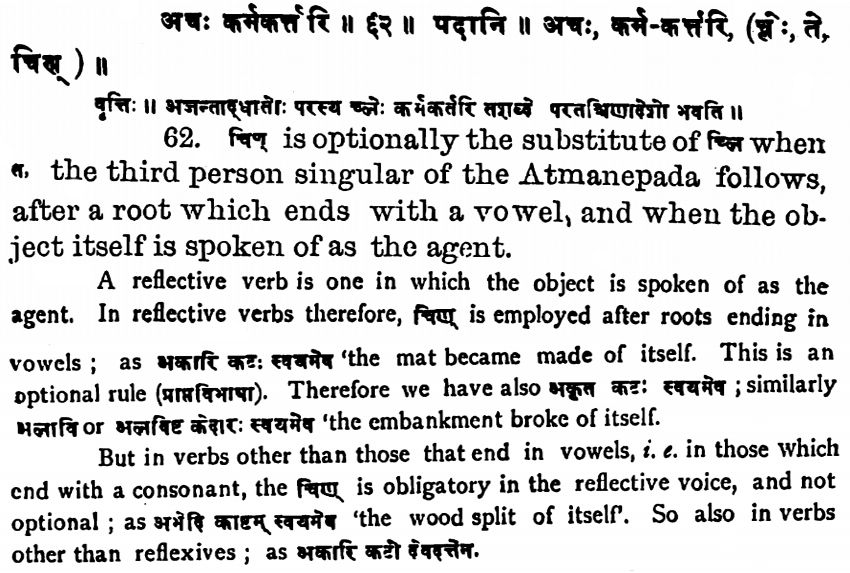 अचः कर्मकर्त्तरि ॥ ६२ ॥ पदानि ॥ अचः, कर्म-कर्त्तरि, (च्लेः, ते,
चिण् ) ॥
वृत्तिः ॥ अजन्ताद्धातोः परस्य च्लेः कर्मकर्तरि तशब्दे परतश्चिणादेशो भवति ॥
62. चिण् is optionally the substitute of च्लि when
त, the third person singular of the Atmanepada follows,
after a root which ends with a vowel, and when the ob-
ject itself is spoken of as the agent.
A reflective verb is one in which the object is spoken of as the
agent. In reflective verbs therefore, चिण् is employed after roots ending in
vowels ; as अकारि कटः स्वयमेव 'the mat became made of itself. This is an
optional rule (प्राप्तविभाषा). Therefore we have also अकृत कटः स्वयमेव ; similarly
अलावि or अलविष्ट केदारः स्वयमेव 'the embankment broke of itself.
But in verbs other than those that end in vowels, i. e. in those which
end with a consonant, the चिण् is obligatory in the reflective voice, and not
optional ; as अभेदि काष्टम् स्वयमेव 'the wood split of itself'. So also in verbs
other than reflexives ; as अकारि कटो देवदत्तेन.